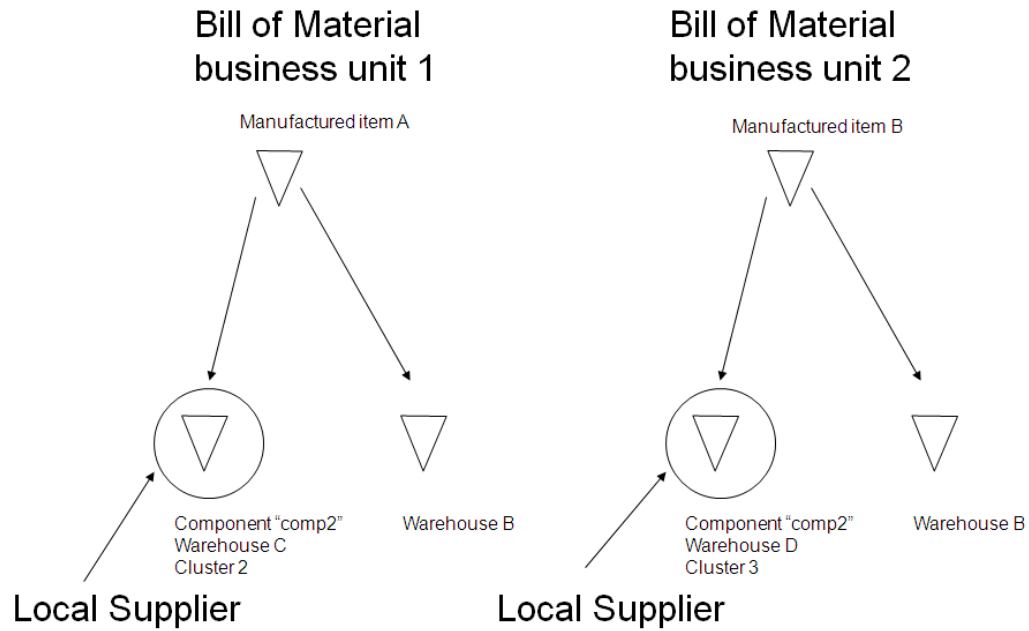 Bill of Material
business unit 1
Manufactured item A
Component “comp2”
Warehouse C
Cluster 2
Warehouse B
Local Supplier
Bill of Material
business unit 2
Manufactured item B
Component “comp2”
Warehouse D
Cluster 3
Warehouse B
Local Supplier